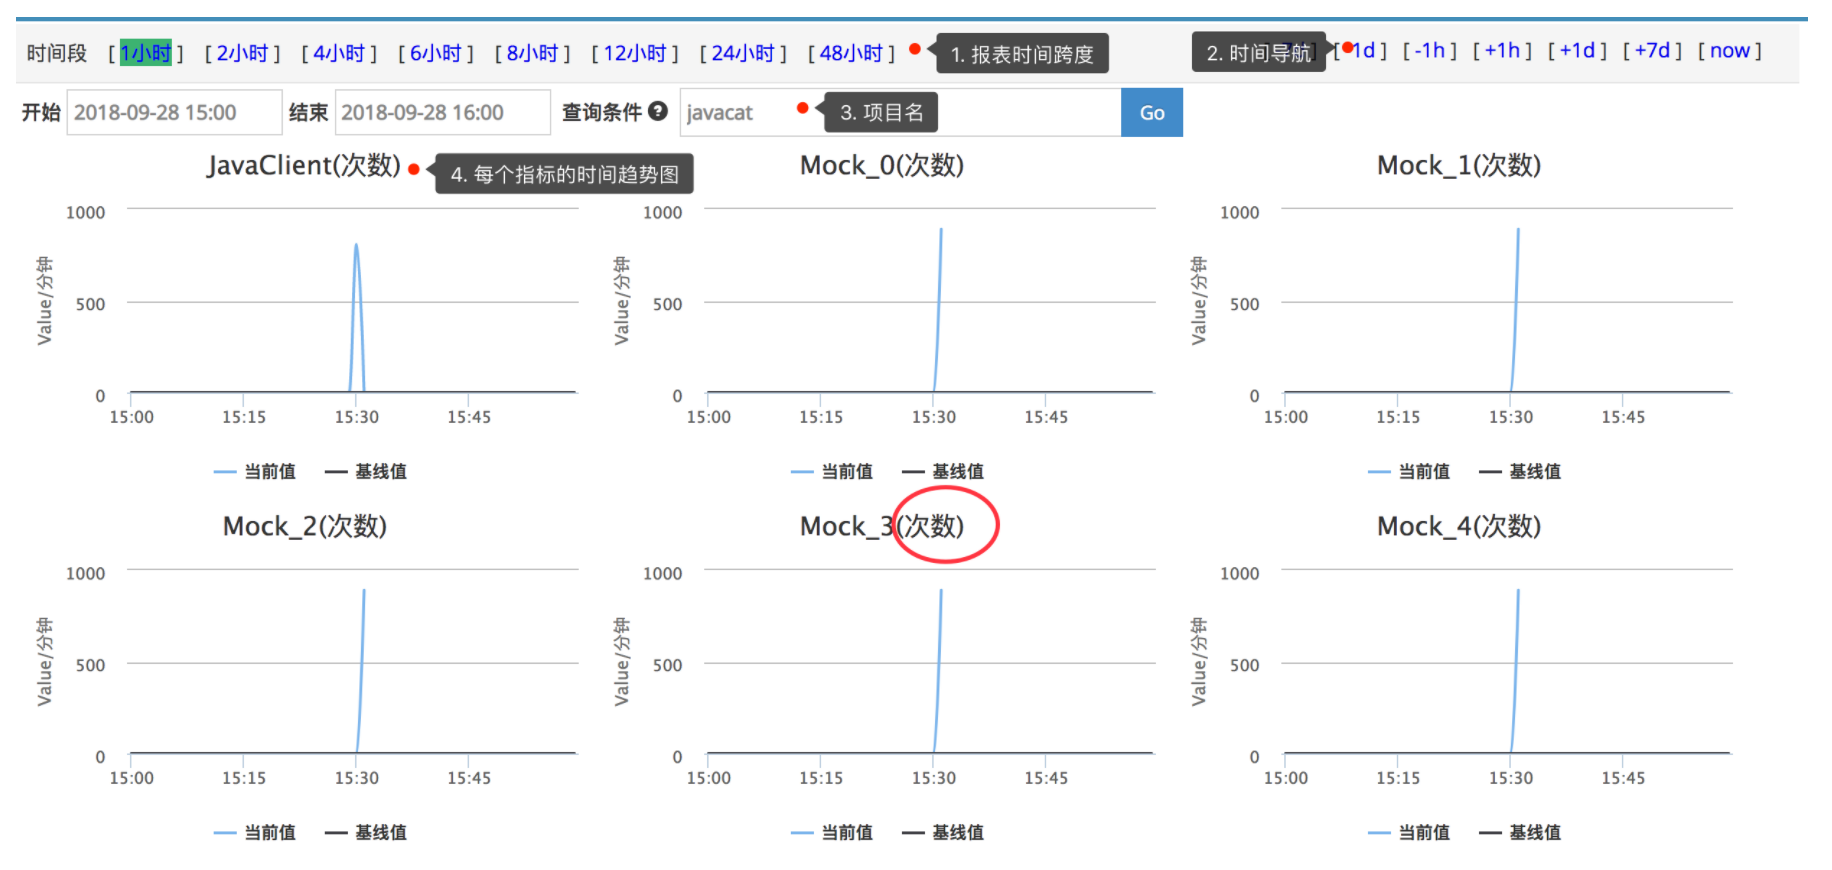 时间段 [ 1小时 ] [ 2小时 ] [ 4小时 ] [ 6小时 ] [ 8小时 ] [ 12小时 ] [ 24小时 ] [ 48小时 ] 1. 报表时间跨度 2. 时间导航 1d ] [ -1h ] [ +1h ] [ +1d ] [ +7d ] [ now ]
开始 2018-09-28 15:00 结束 2018-09-28 16:00 查询条件 ? javacat 3. 项目名 Go
JavaClient(次数) 4. 每个指标的时间趋势图
Value/分钟
1000
500
0
15:00 15:15 15:30 15:45
当前值 基线值
Mock_0(次数)
Value/分钟
1000
500
0
15:00 15:15 15:30 15:45
当前值 基线值
Mock_1(次数)
Value/分钟
1000
500
0
15:00 15:15 15:30 15:45
当前值 基线值
Mock_2(次数)
Value/分钟
1000
500
0
15:00 15:15 15:30 15:45
当前值 基线值
Mock_3(次数)
Value/分钟
1000
500
0
15:00 15:15 15:30 15:45
当前值 基线值
Mock_4(次数)
Value/分钟
1000
500
0
15:00 15:15 15:30 15:45
当前值 基线值